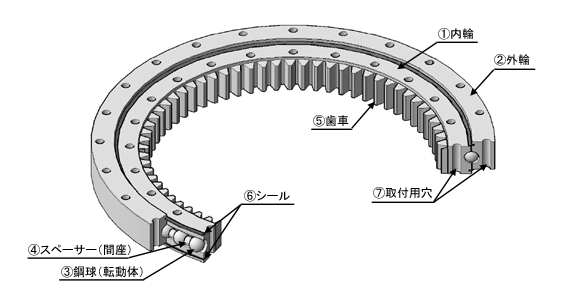 ①内輪
②外輪
⑤歯車
⑦取付用穴
⑥シール
④スペーサー(間座)
③鋼球(転動体)